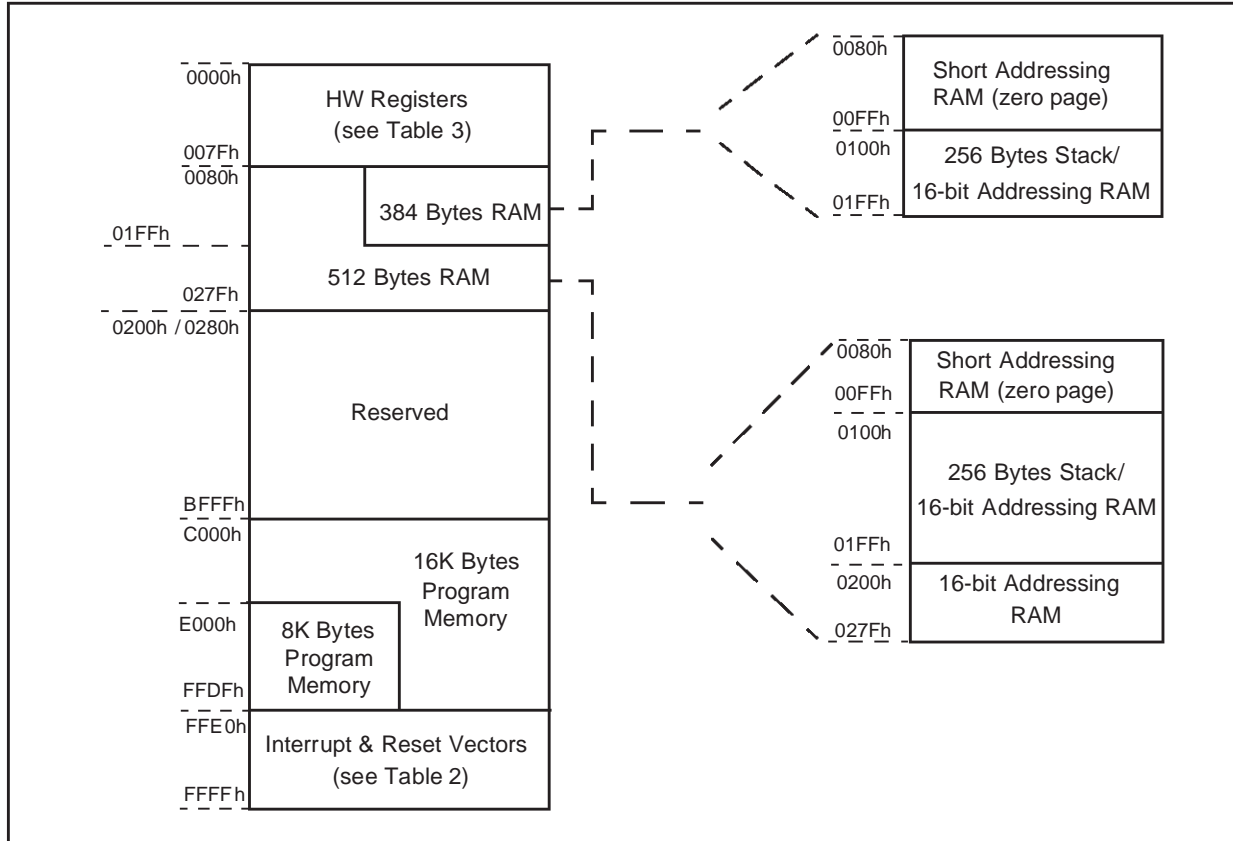 0000h
HW Registers
(see Table 3)
007Fh
0080h
384 Bytes RAM
01FFh
512 Bytes RAM
027Fh
0200h / 0280h
Reserved
BFFFh
C000h
16K Bytes
Program
Memory
E000h
8K Bytes
Program
Memory
FFDFh
FFE0h
Interrupt & Reset Vectors
(see Table 2)
FFFFh
0080h
Short Addressing
RAM (zero page)
00FFh
0100h
256 Bytes Stack/
16-bit Addressing RAM
01FFh
0080h
Short Addressing
RAM (zero page)
00FFh
0100h
256 Bytes Stack/
16-bit Addressing RAM
01FFh
0200h
16-bit Addressing
RAM
027Fh